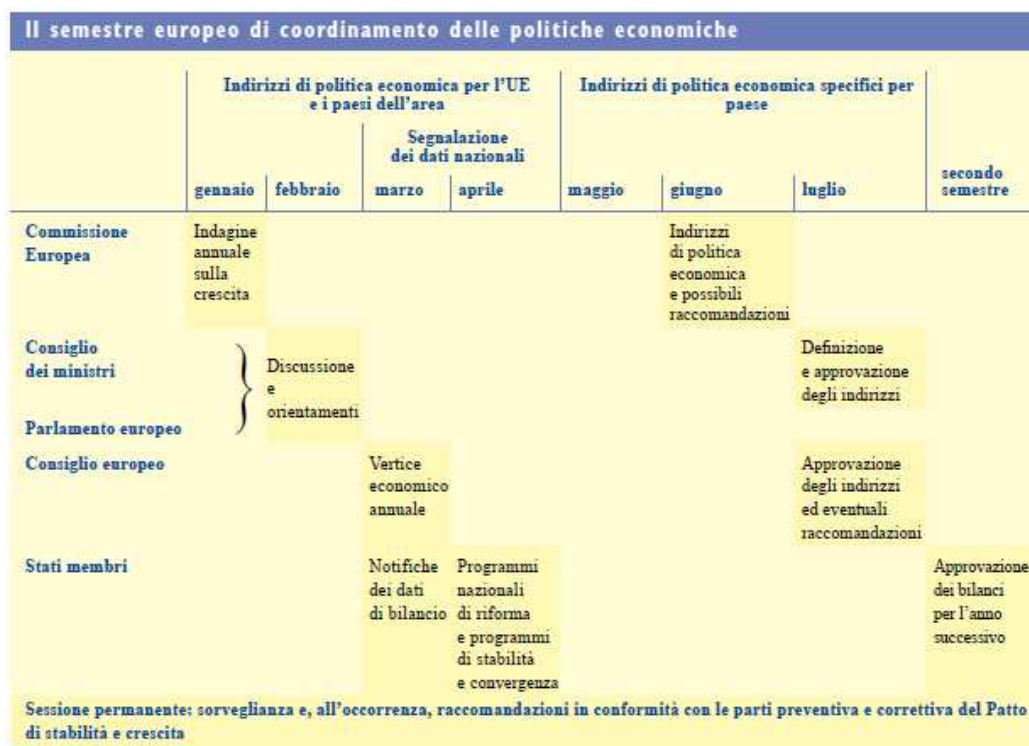 Il semestre europeo di coordinamento delle politiche economiche
Indirizzi di politica economica per l'UE
e i paesi dell'area
Indirizzi di politica economica specifici per
paese
Segnalazione
dei dati nazionali
secondo
semestre
gennaio
febbraio
marzo
aprile
maggio
giugno
luglio
Commissione
Europea
Indagine
annuale
sulla
crescita
Indirizzi
di politica
economica
e possibili
raccomandazioni
Consiglio
dei ministri
Parlamento europeo
Discussione
e
orientamenti
Definizione
e approvazione
degli indirizzi
Consiglio europeo
Vertice
economico
annuale
Approvazione
degli indirizzi
ed eventuali
raccomandazioni
Stati membri
Notifiche
dei dati
di bilancio
Programmi
nazionali
di riforma
e programmi
di stabilità
e convergenza
Approvazione
dei bilanci
per l'anno
successivo
Sessione permanente: sorveglianza e, all'occorrenza, raccomandazioni in conformità con le parti preventiva e correttiva del Patto
di stabilità e crescita